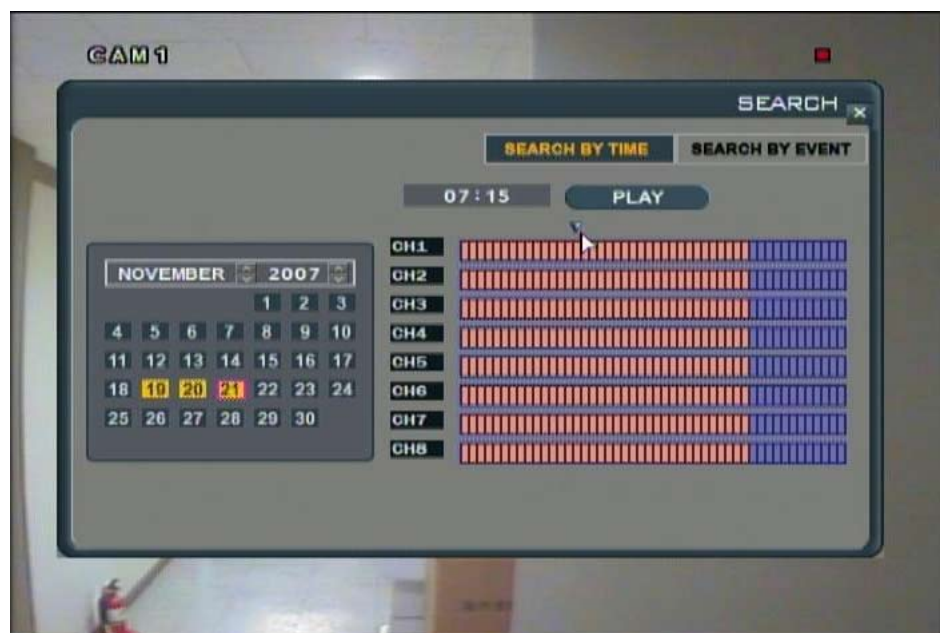 CAM 1
SEARCH
SEARCH BY TIME SEARCH BY EVENT
07:15 PLAY
NOVEMBER 2007
1 2 3
4 5 6 7 8 9 10
11 12 13 14 15 16 17
18 19 20 21 22 23 24
25 26 27 28 29 30
CH1
CH2
CH3
CH4
CH5
CH6
CH7
CH8